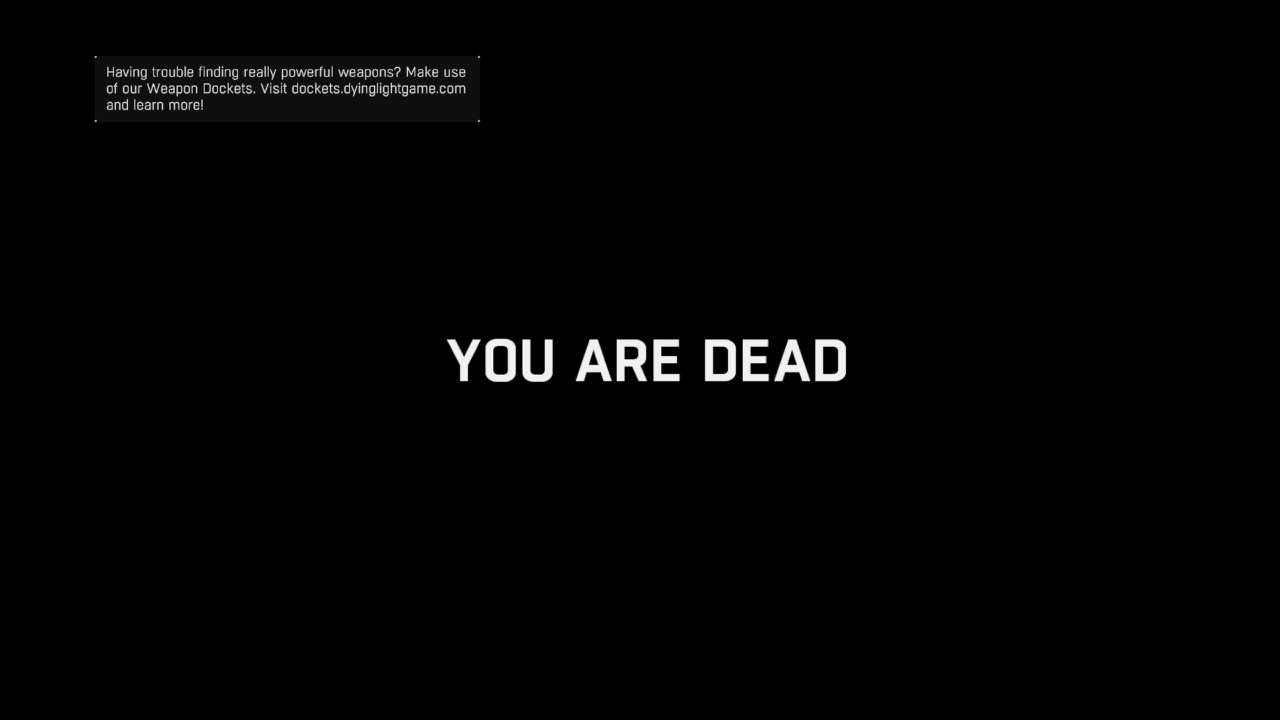 Having trouble finding really powerful weapons? Make use
of our Weapon Dockets. Visit dockets.dyinglightgame.com
and learn more!
YOU ARE DEAD